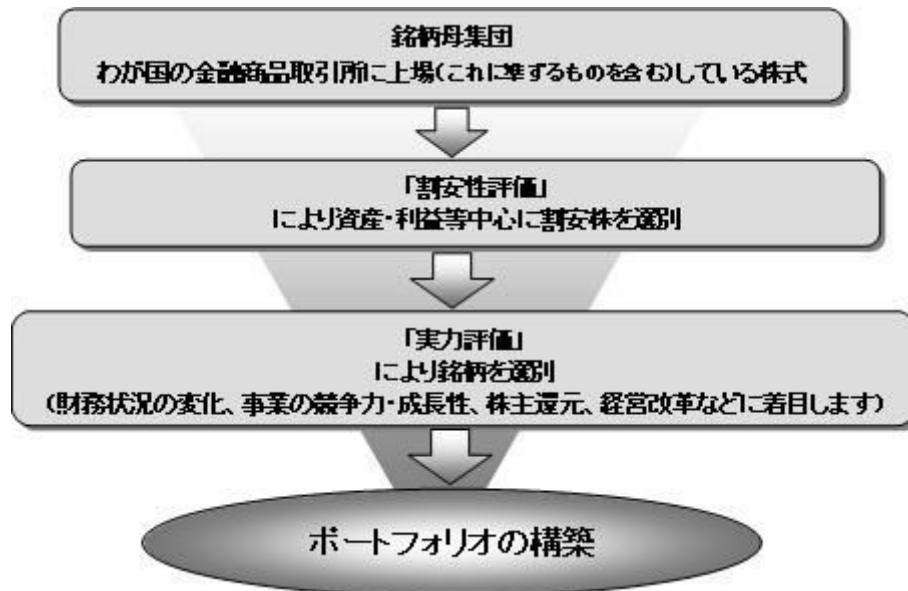 銘柄母集団
わが国の金融商品取引所に上場(これに準ずるものを含む)している株式
「割安性評価」
により資産・利益等中心に割安株を選別
「実力評価」
により銘柄を選別
(財務状況の変化、事業の競争力・成長性、株主還元、経営改革などに着目します)
ポートフォリオの構築